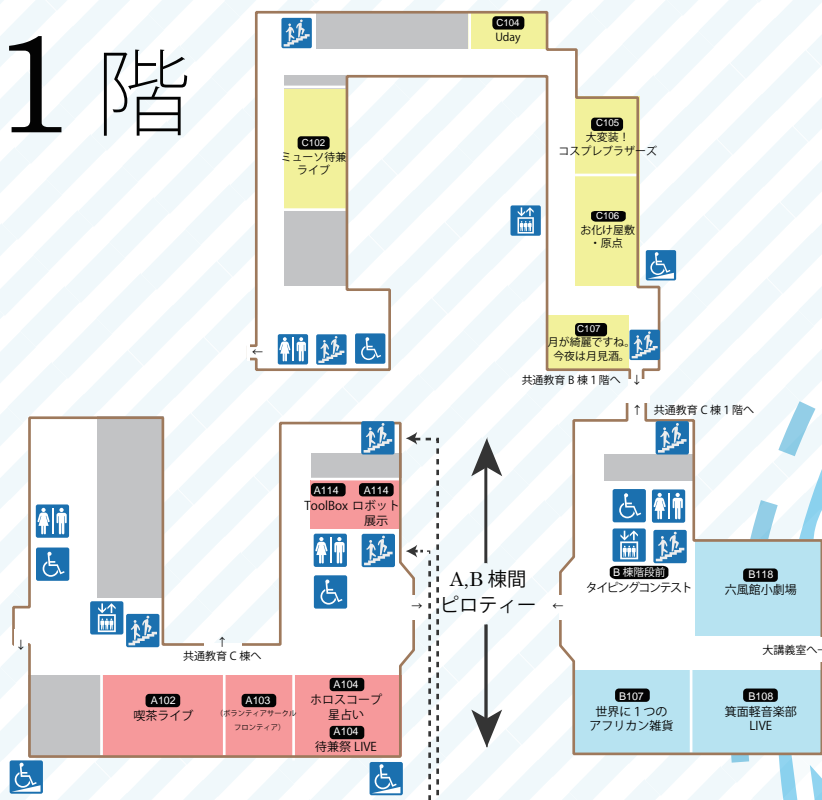 1 階
C104
Uday
C102
ミューソ待兼
ライブ
C105
大変装！
コスプレブラザーズ
C106
お化け屋敷
・原点
C107
月が綺麗ですね。
今夜は月見酒。
←
共通教育 B 棟 1 階へ ↓
↑ 共通教育 C 棟 1 階へ
A114
ToolBox
A114
ロボット
展示
A,B 棟間
ピロティー
→
←
↓
↑
共通教育 C 棟へ
B 棟階段前
タイピングコンテスト
B118
六風館小劇場
大講義室へ→
A102
喫茶ライブ
A103
(ボランティアサークル
フロンティア)
A104
ホロスコープ
星占い
A104
待兼祭 LIVE
B107
世界に 1 つの
アフリカン雑貨
B108
箕面軽音楽部
LIVE